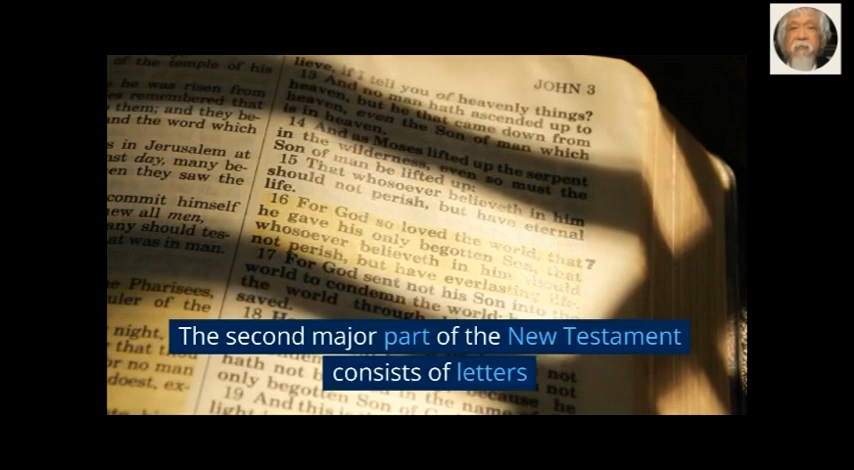 of the temple of his
he was risen from
remembered that
them; and they be-
and the word which
s in Jerusalem at
ast day, many be-
en they saw the
commit himself
new all men,
any should tes-
at was in man.
e Pharisees,
uler of the
night,
r that
or no man
doest, ex-
JOHN 3
lieve, if I tell you of heavenly things?
13 And no man hath ascended up to
heaven, but he that came down from
heaven, even the Son of man which
is in heaven.
14 And as Moses lifted up the serpent
in the wilderness, even so must the
Son of man be lifted up:
15 That whosoever believeth in him
should not perish, but have eternal
life.
16 For God so loved the world, that
he gave his only begotten Son, that
whosoever believeth in him should
not perish, but have everlasting life.
17 For God sent not his Son into the
world to condemn the world;
the world through
saved.
18 He
The second major part of the New Testament
consists of letters
hath not
not
because he
only begotten Son of
in the name
19 And this
light